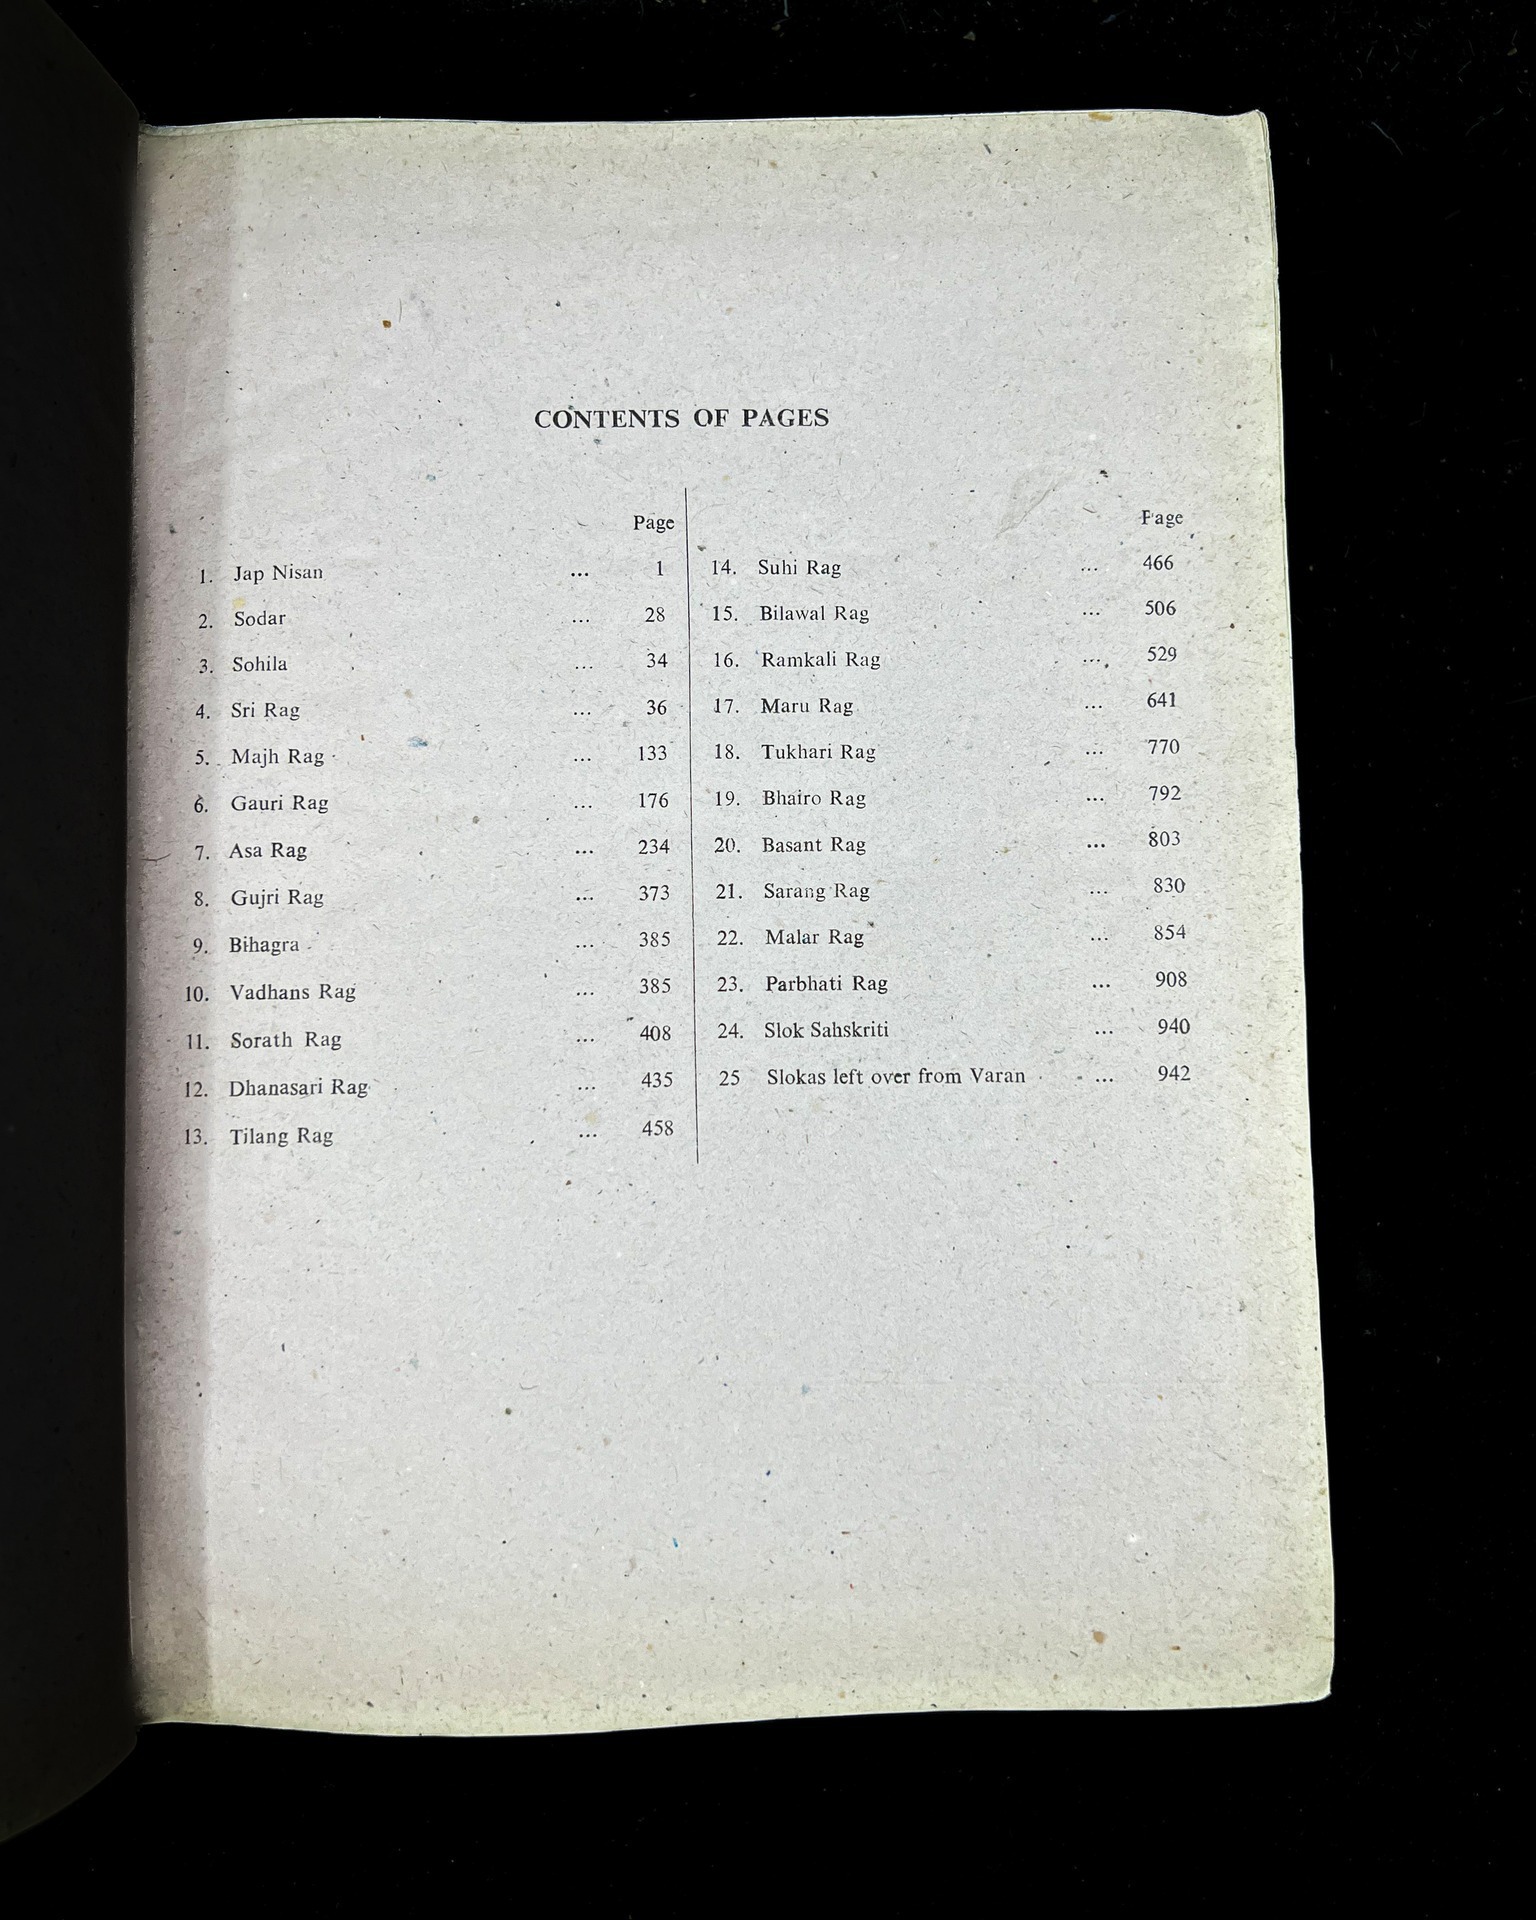 CONTENTS OF PAGES
Page
1. Jap Nisan ... 1
2. Sodar ... 28
3. Sohila ... 34
4. Sri Rag ... 36
5. Majh Rag ... 133
6. Gauri Rag ... 176
7. Asa Rag ... 234
8. Gujri Rag ... 373
9. Bihagra ... 385
10. Vadhans Rag ... 385
11. Sorath Rag ... 408
12. Dhanasari Rag ... 435
13. Tilang Rag ... 458
Page
14. Suhi Rag ... 466
15. Bilawal Rag ... 506
16. Ramkali Rag ... 529
17. Maru Rag ... 641
18. Tukhari Rag ... 770
19. Bhairo Rag ... 792
20. Basant Rag ... 803
21. Sarang Rag ... 830
22. Malar Rag ... 854
23. Parbhati Rag ... 908
24. Slok Sahskriti ... 940
25 Slokas left over from Varan ... 942